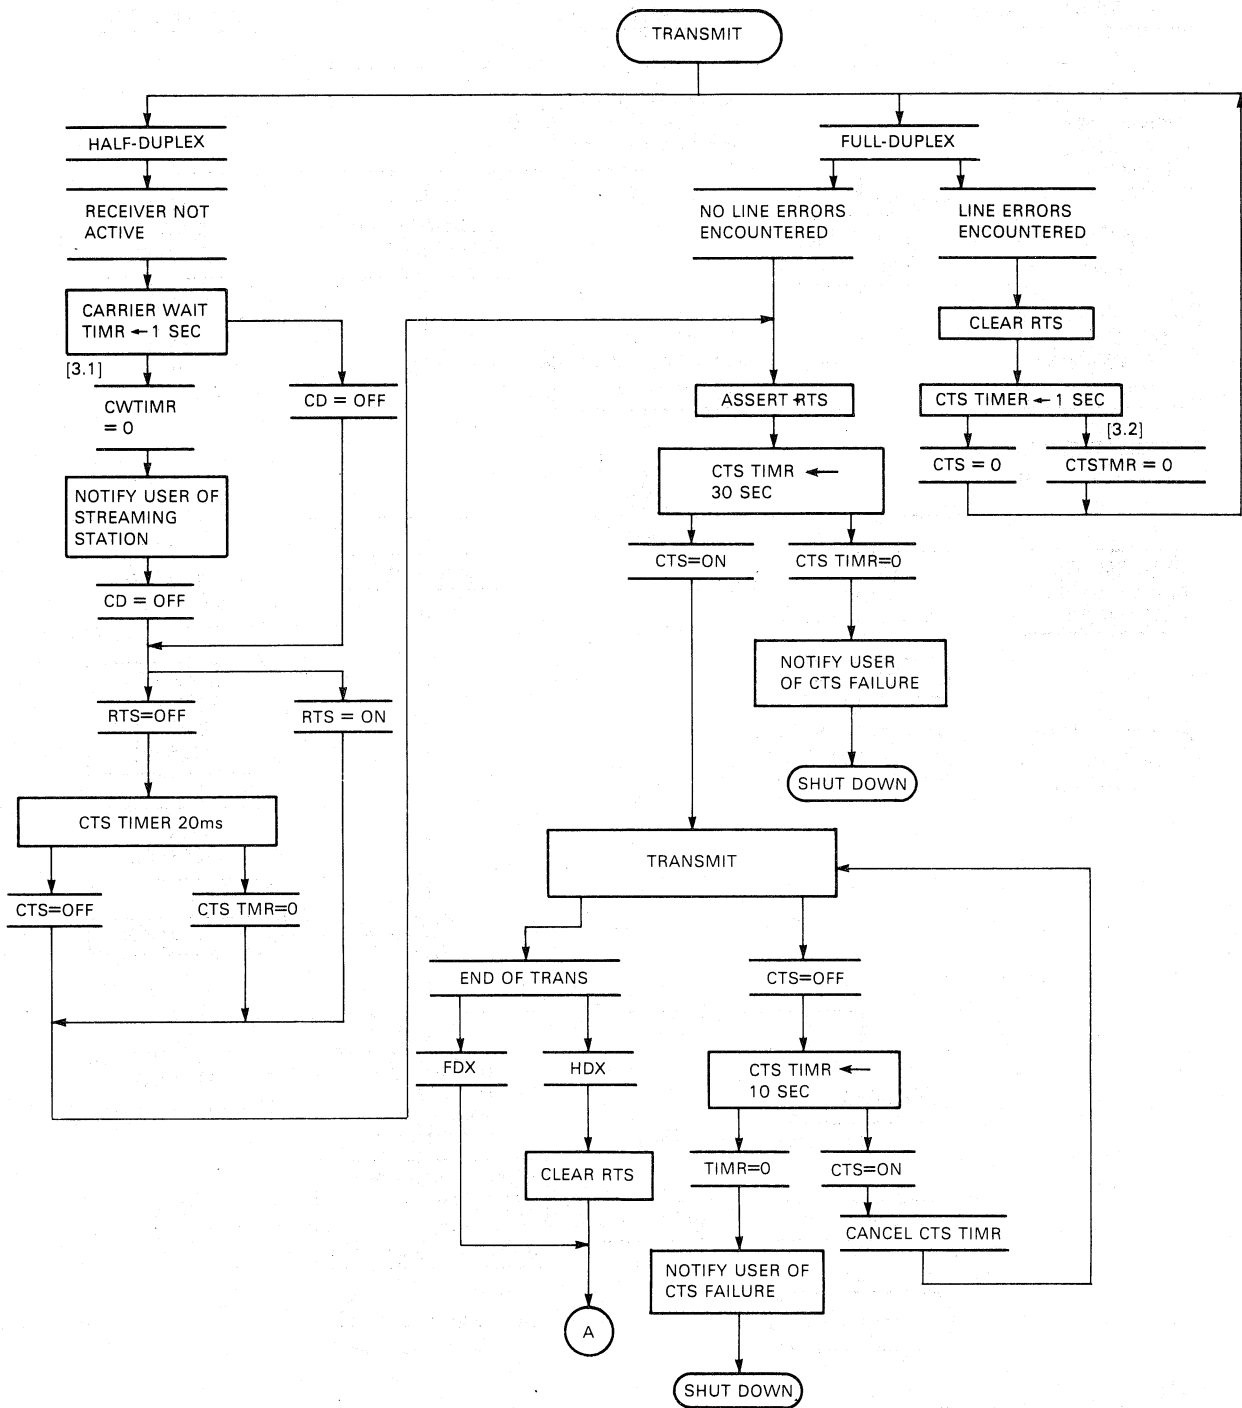 TRANSMIT
HALF-DUPLEX
FULL-DUPLEX
RECEIVER NOT
ACTIVE
NO LINE ERRORS
ENCOUNTERED
LINE ERRORS
ENCOUNTERED
CARRIER WAIT
TIMR ← 1 SEC
CLEAR RTS
[3.1]
CWTIMR
= 0
CD = OFF
ASSERT RTS
CTS TIMER ← 1 SEC
[3.2]
CTS TIMR ←
30 SEC
CTS = 0
CTSTMR = 0
NOTIFY USER OF
STREAMING
STATION
CTS=ON
CTS TIMR=0
CD = OFF
NOTIFY USER
OF CTS FAILURE
RTS=OFF
RTS = ON
SHUT DOWN
CTS TIMER 20ms
TRANSMIT
CTS=OFF
CTS TMR=0
END OF TRANS
CTS=OFF
FDX
HDX
CTS TIMR ←
10 SEC
CLEAR RTS
TIMR=0
CTS=ON
CANCEL CTS TIMR
NOTIFY USER OF
CTS FAILURE
A
SHUT DOWN